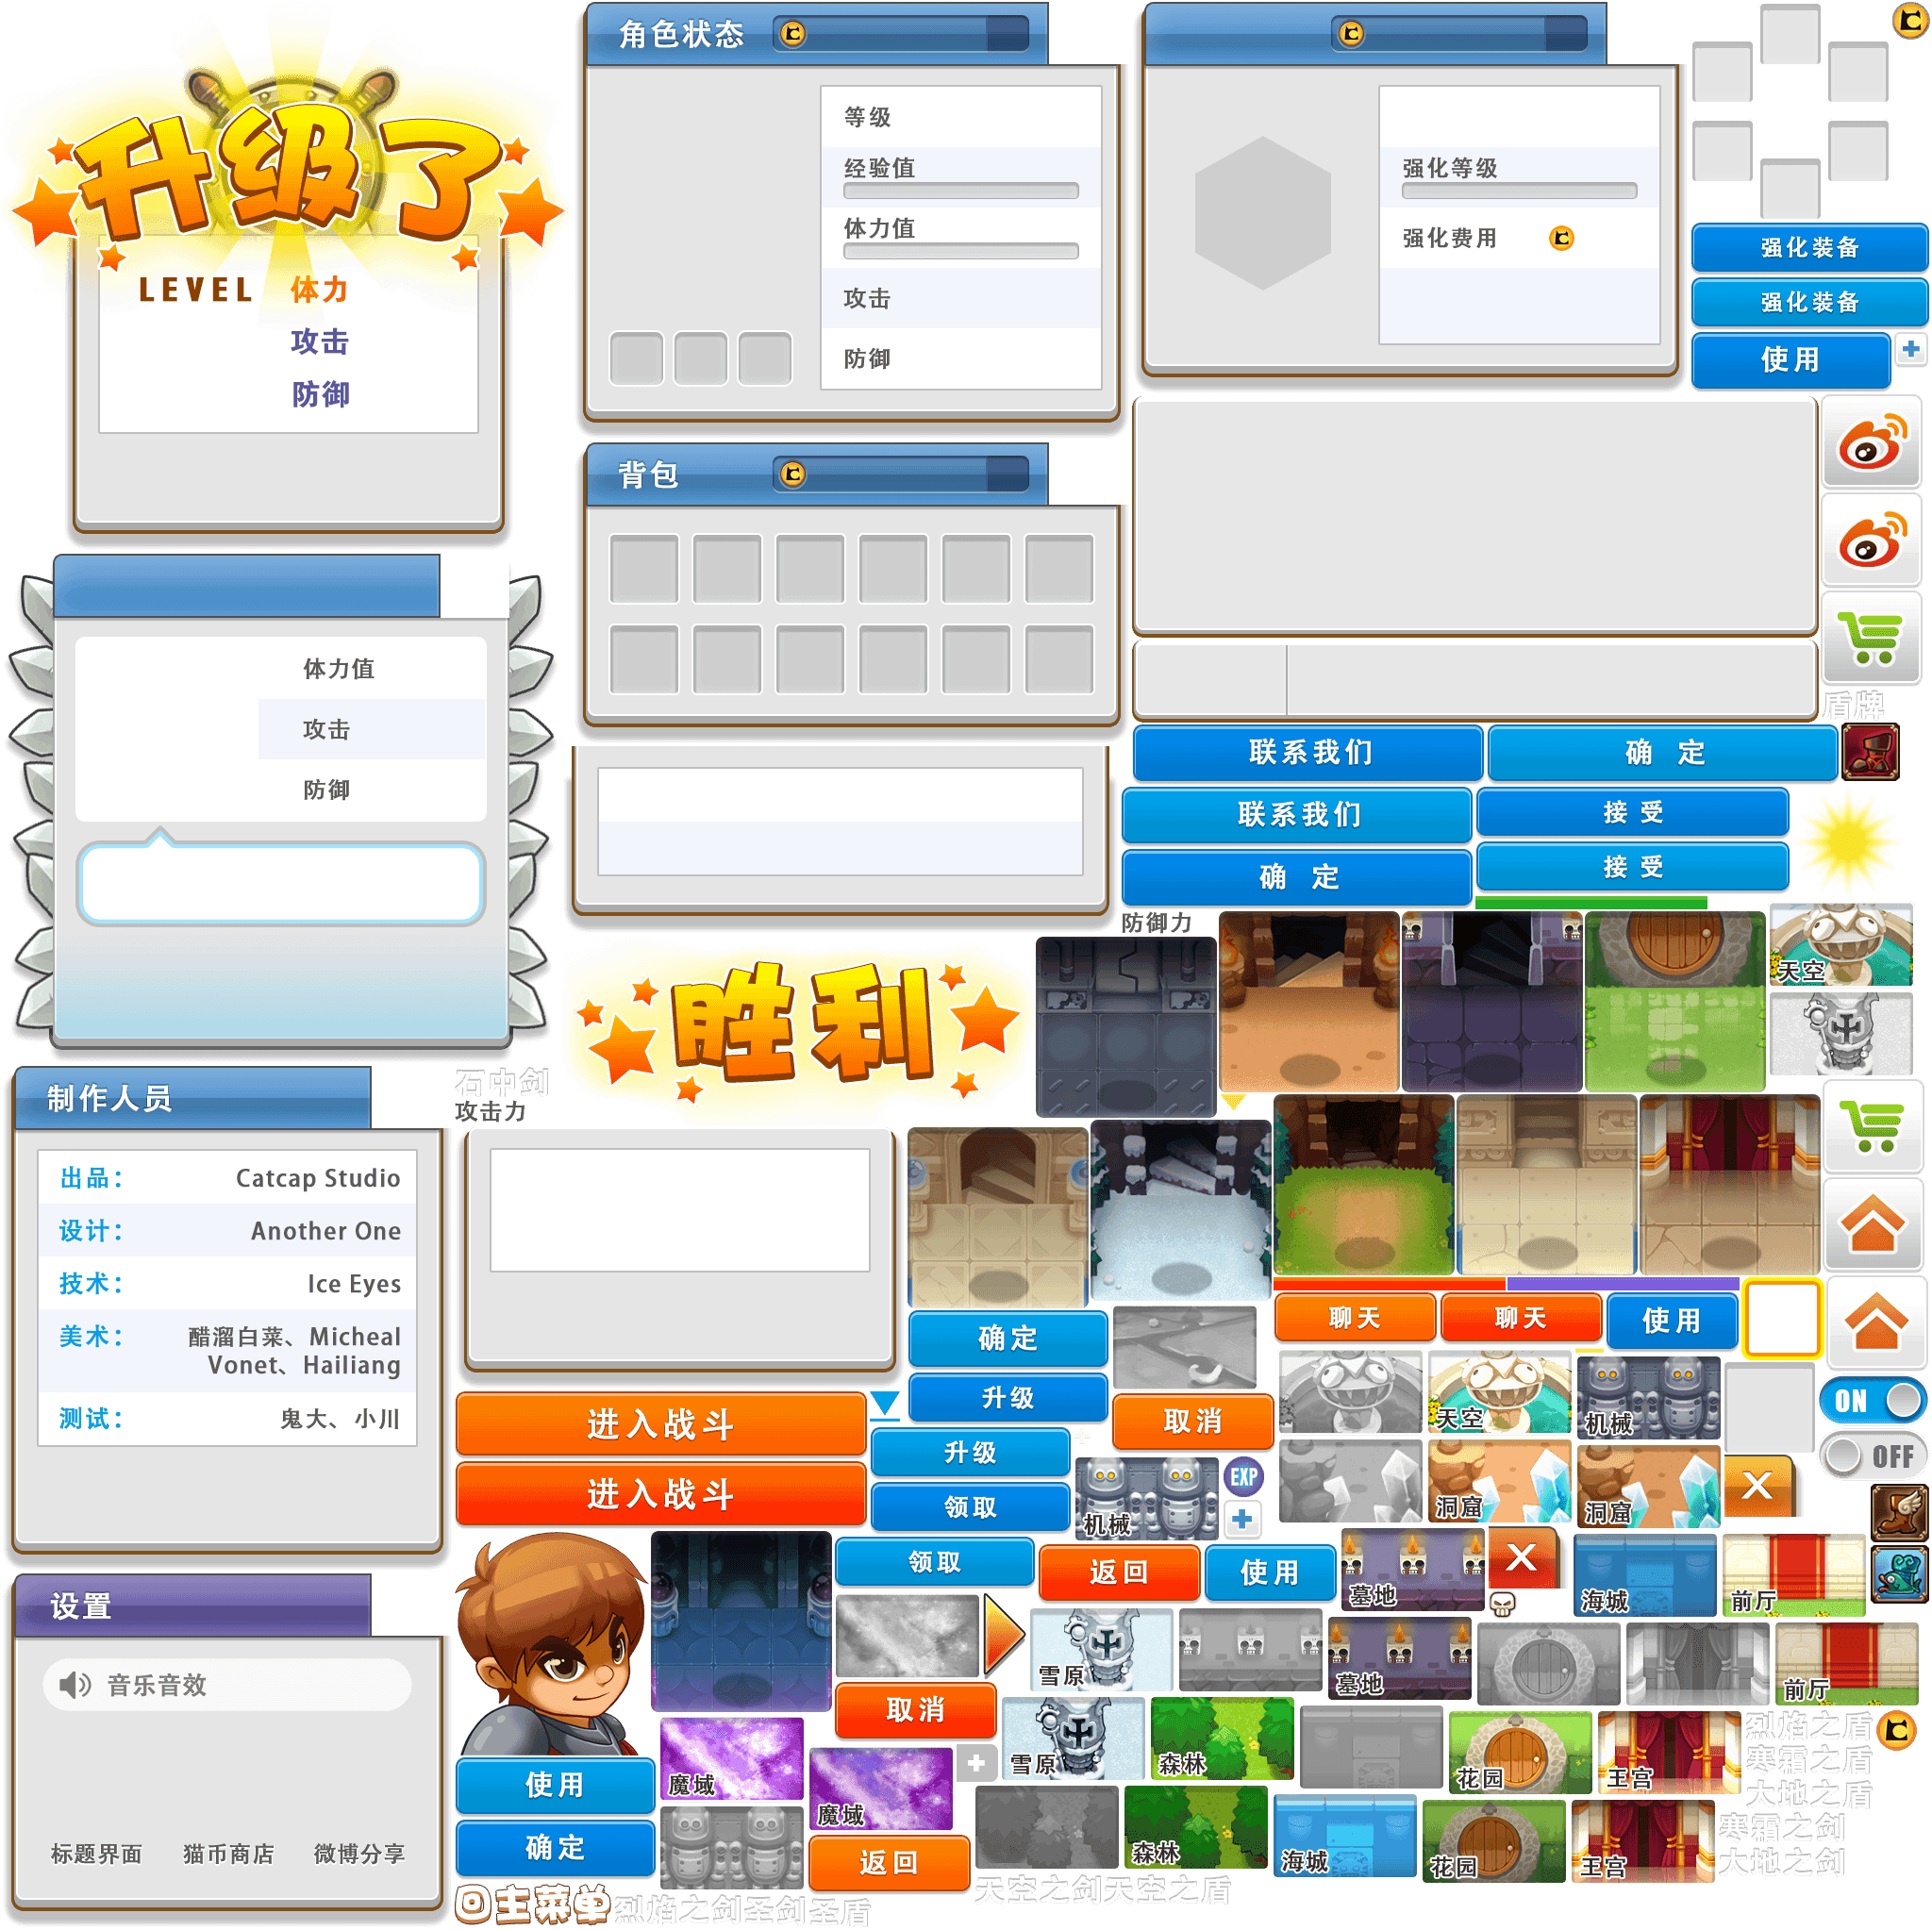 升级了
LEVEL 体力
攻击
防御
角色状态
等级
经验值
体力值
攻击
防御
强化等级
强化费用
强化装备
强化装备
使用
背包
体力值
攻击
防御
盾牌
联系我们
确 定
联系我们
接 受
确 定
接 受
防御力
胜利
天空
石中剑
攻击力
制作人员
出品： Catcap Studio
设计： Another One
技术： Ice Eyes
美术： 醋溜白菜、Micheal
Vonet、Hailiang
测试： 鬼大、小川
确定
聊天
聊天
使用
升级
取消
天空
机械
ON
OFF
进入战斗
升级
进入战斗
领取
机械
EXP
洞窟
洞窟
领取
返回
使用
墓地
海城
前厅
设置
音乐音效
雪原
墓地
前厅
取消
魔域
魔域
雪原
森林
花园
王宫
烈焰之盾
寒霜之盾
大地之盾
使用
确定
返回
森林
海城
花园
王宫
寒霜之剑
大地之剑
标题界面 猫币商店 微博分享
回主菜单
烈焰之剑圣剑圣盾
天空之剑天空之盾